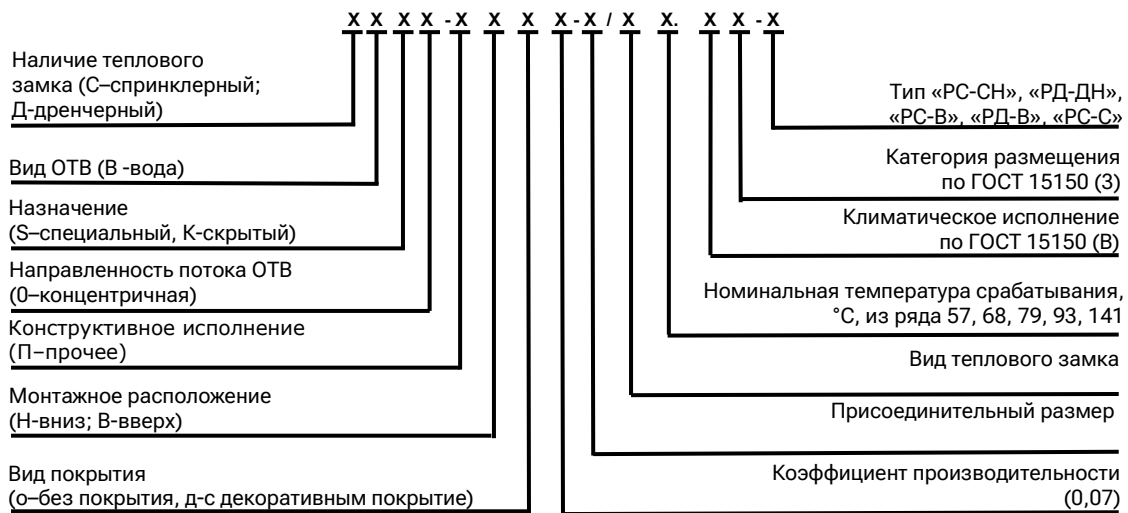 X X X X - X X X X - X / X X. X X - X
Наличие теплового
замка (С–спринклерный;
Д-дренчерный)
Вид ОТВ (В -вода)
Назначение
(S–специальный, К-скрытый)
Направленность потока ОТВ
(0–концентричная)
Конструктивное исполнение
(П–прочее)
Монтажное расположение
(Н-вниз; В-вверх)
Вид покрытия
(о–без покрытия, д-с декоративным покрытие)
Тип «РС-СН», «РД-ДН»,
«РС-В», «РД-В», «РС-С»
Категория размещения
по ГОСТ 15150 (3)
Климатическое исполнение
по ГОСТ 15150 (В)
Номинальная температура срабатывания,
°С, из ряда 57, 68, 79, 93, 141
Вид теплового замка
Присоединительный размер
Коэффициент производительности
(0,07)